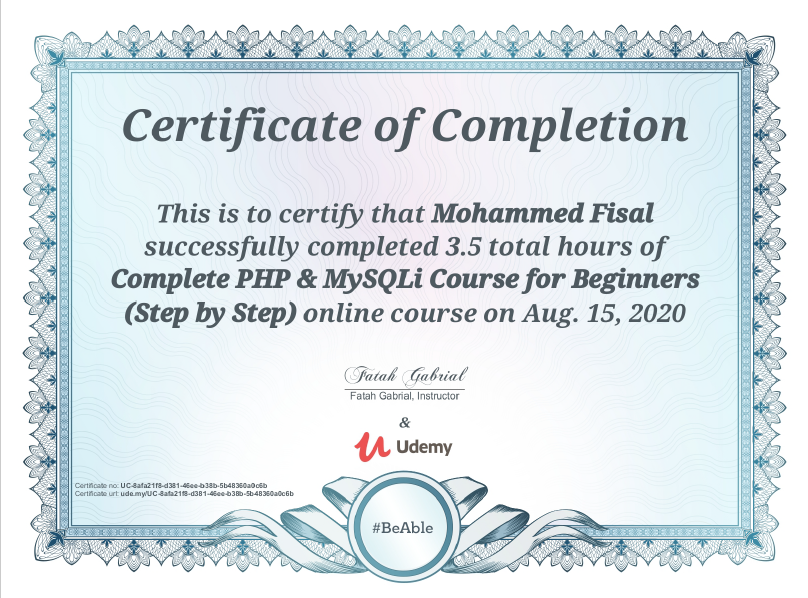 Certificate of Completion
This is to certify that Mohammed Fisal
successfully completed 3.5 total hours of
Complete PHP & MySQLi Course for Beginners
(Step by Step) online course on Aug. 15, 2020
Fatah Gabrial
Fatah Gabrial, Instructor
&
Udemy
Certificate no: UC-8afa21f8-d381-46ee-b38b-5b48360a0c6b
Certificate url: ude.my/UC-8afa21f8-d381-46ee-b38b-5b48360a0c6b
#BeAble